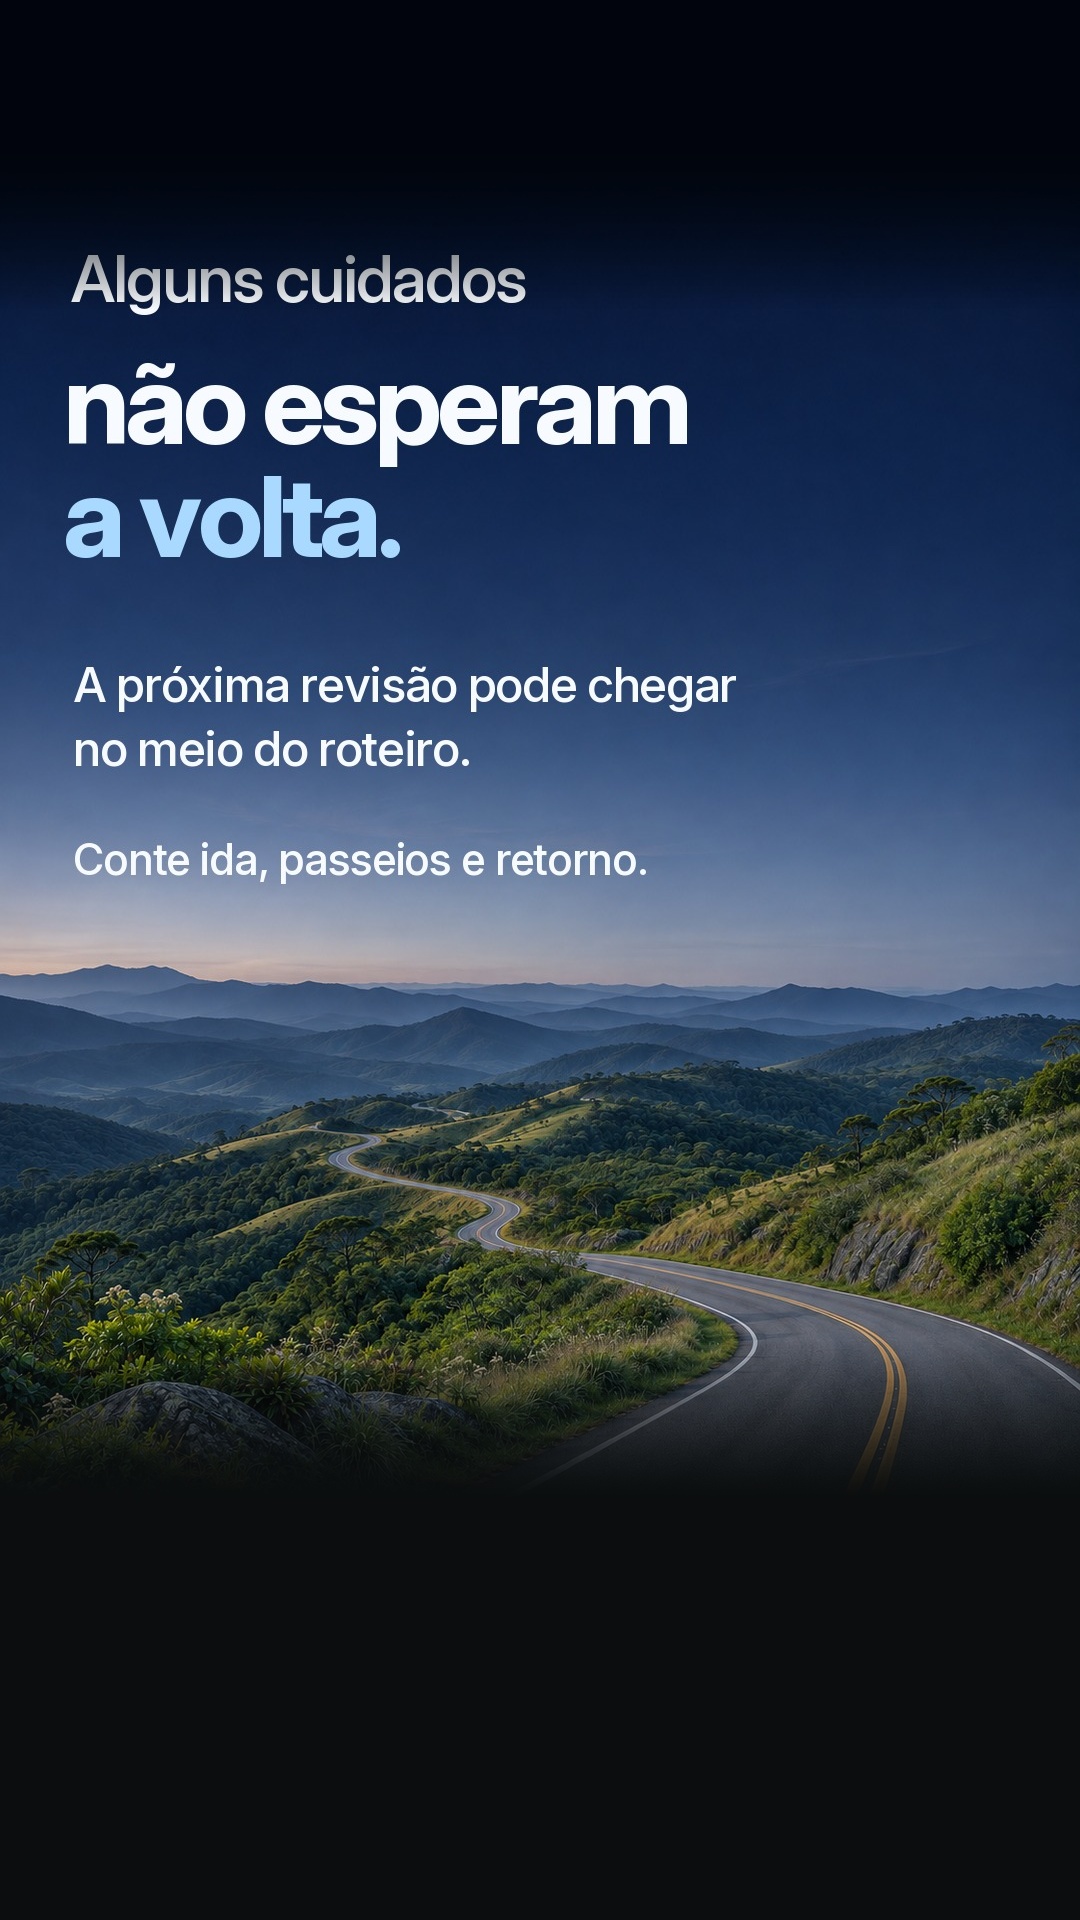 Alguns cuidados
não esperam
a volta.
A próxima revisão pode chegar
no meio do roteiro.
Conte ida, passeios e retorno.